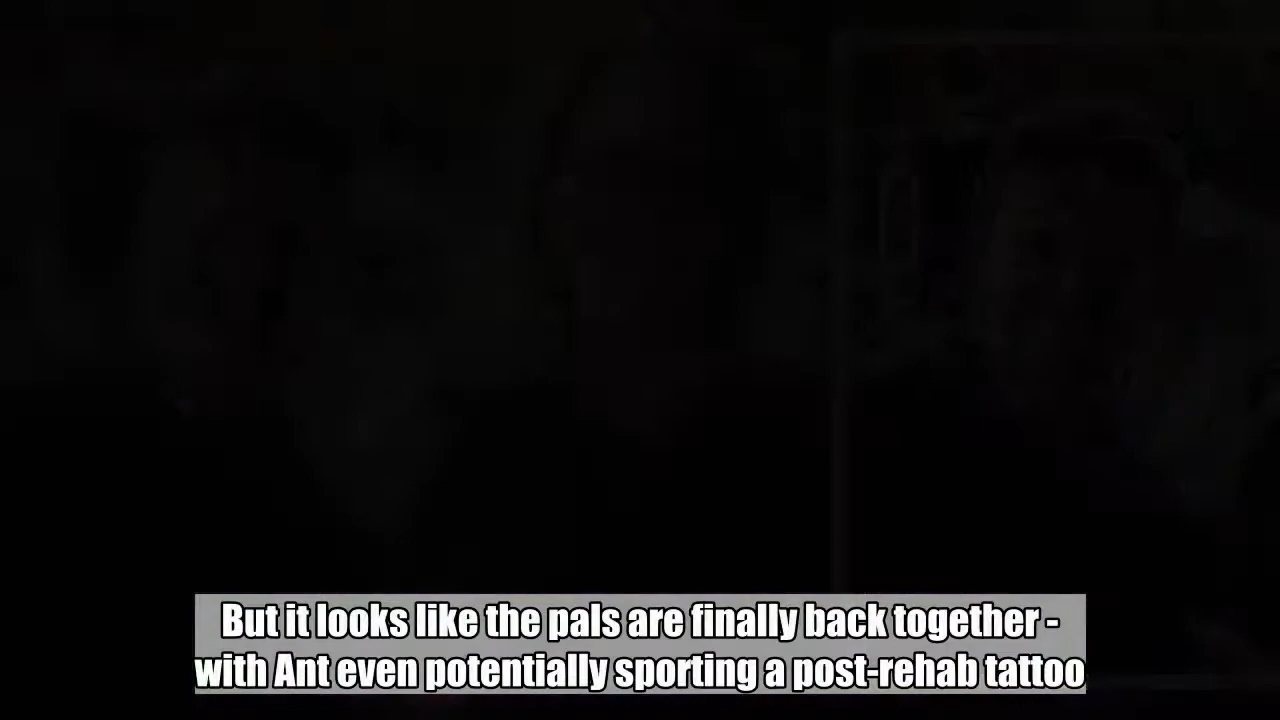 But it looks like the pals are finally back together -
with Ant even potentially sporting a post-rehab tattoo